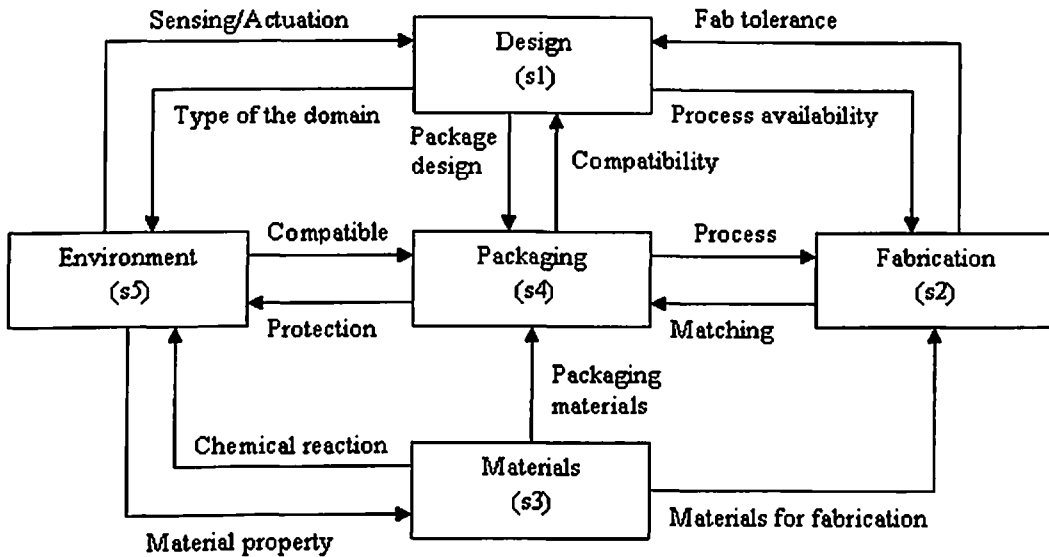 Sensing/Actuation
Fab tolerance
Design
(s1)
Type of the domain
Package
design
Compatibility
Process availability
Environment
(s5)
Compatible
Packaging
(s4)
Process
Fabrication
(s2)
Protection
Matching
Packaging
materials
Chemical reaction
Materials
(s3)
Material property
Materials for fabrication